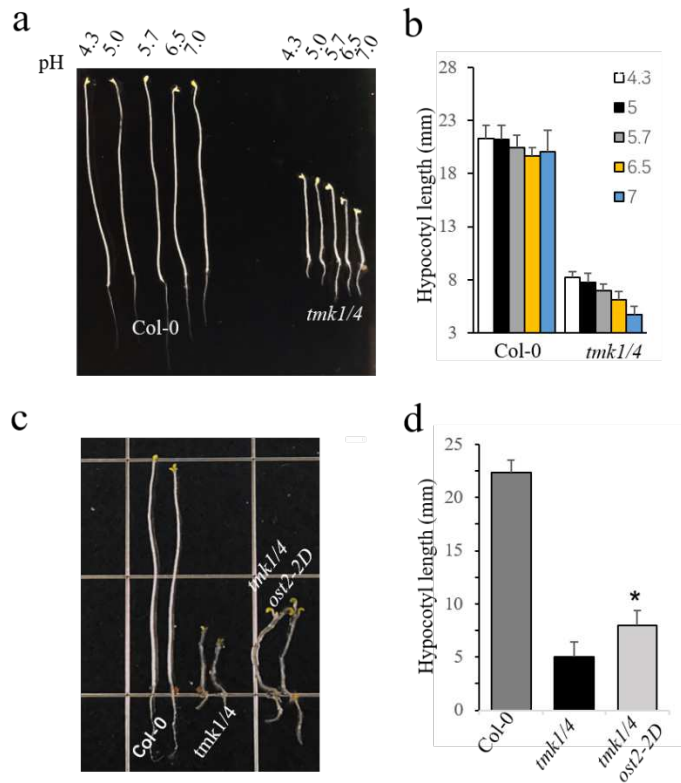 a
4.3 5.0 5.7 6.5 7.0
4.3 5.0 5.7 6.5 7.0
pH
Col-0
tmk1/4
b
Hypocotyl length (mm)
28
23
18
13
8
3
4.3
5
5.7
6.5
7
Col-0
tmk1/4
c
tmk1/4
ost2-2D
Col-0
tmk1/4
d
Hypocotyl length (mm)
25
20
15
10
5
0
*
Col-0
tmk1/4
tmk1/4
ost2-2D